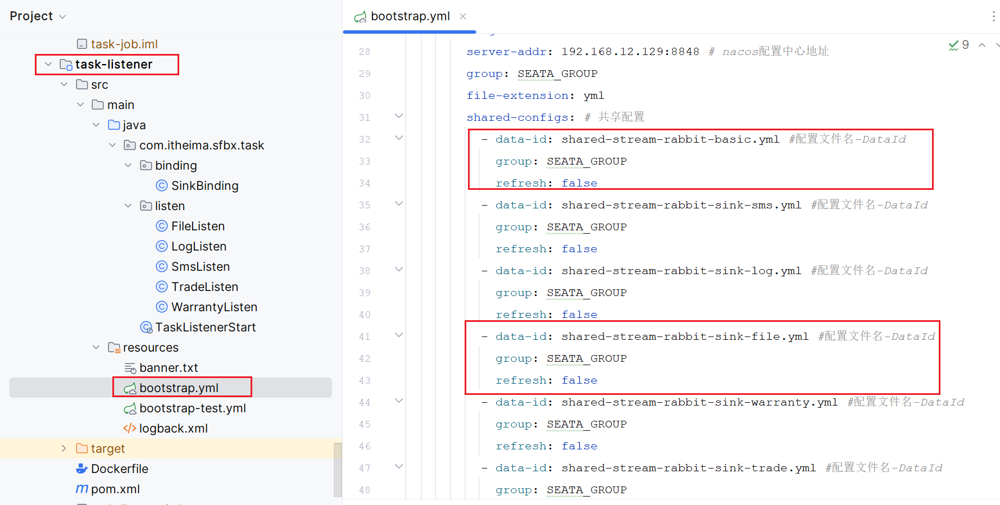 Project
task-job.iml
task-listener
src
main
java
com.itheima.sfbx.task
binding
SinkBinding
listen
FileListen
LogListen
SmsListen
TradeListen
WarrantyListen
TaskListenerStart
resources
banner.txt
bootstrap.yml
bootstrap-test.yml
logback.xml
target
Dockerfile
pom.xml
bootstrap.yml
9
28 server-addr: 192.168.12.129:8848 # nacos配置中心地址
29 group: SEATA_GROUP
30 file-extension: yml
31 shared-configs: # 共享配置
32 - data-id: shared-stream-rabbit-basic.yml #配置文件名-DataId
33 group: SEATA_GROUP
34 refresh: false
35 - data-id: shared-stream-rabbit-sink-sms.yml #配置文件名-DataId
36 group: SEATA_GROUP
37 refresh: false
38 - data-id: shared-stream-rabbit-sink-log.yml #配置文件名-DataId
39 group: SEATA_GROUP
40 refresh: false
41 - data-id: shared-stream-rabbit-sink-file.yml #配置文件名-DataId
42 group: SEATA_GROUP
43 refresh: false
44 - data-id: shared-stream-rabbit-sink-warranty.yml #配置文件名-DataId
45 group: SEATA_GROUP
46 refresh: false
47 - data-id: shared-stream-rabbit-sink-trade.yml #配置文件名-DataId
48 group: SEATA_GROUP